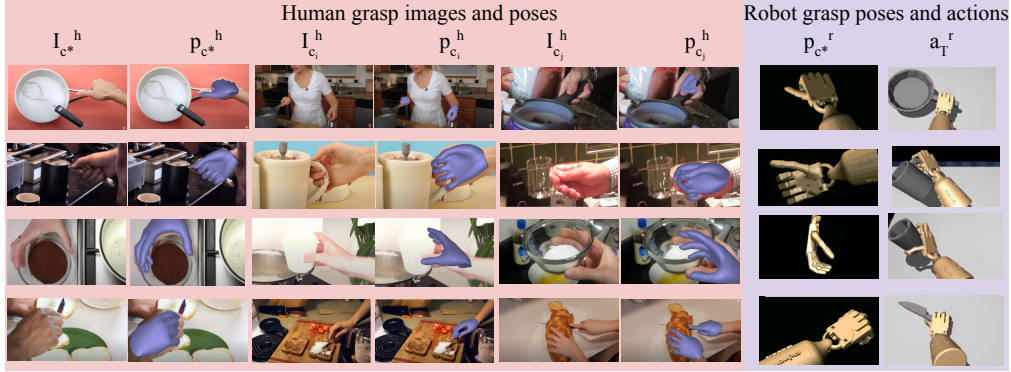 Human grasp images and poses
Robot grasp poses and actions
I_{c*}^h p_{c*}^h I_{c_i}^h p_{c_i}^h I_{c_j}^h p_{c_j}^h p_{c*}^r a_T^r